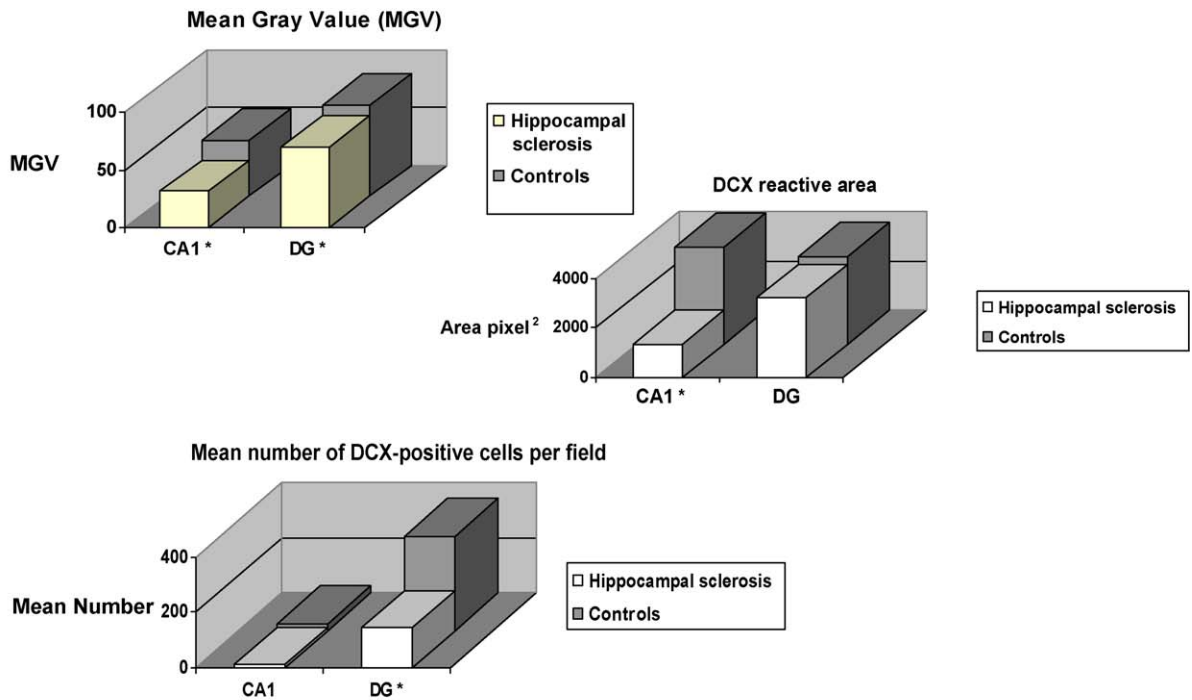 Mean Gray Value (MGV)
100
50
0
MGV
CA1 *
DG *
Hippocampal
sclerosis
Controls
DCX reactive area
4000
2000
0
Area pixel 2
CA1 *
DG
Hippocampal sclerosis
Controls
Mean number of DCX-positive cells per field
400
200
0
Mean Number
CA1
DG *
Hippocampal sclerosis
Controls